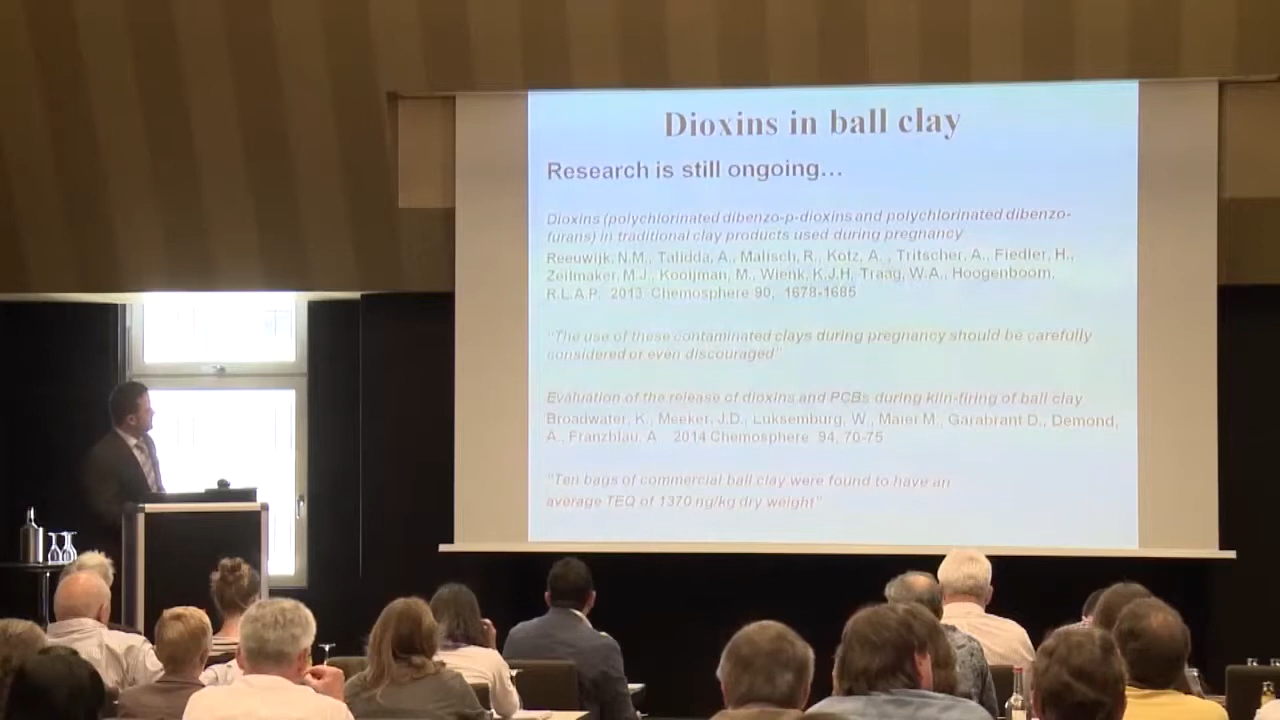 Dioxins in ball clay
Research is still ongoing…
Dioxins (polychlorinated dibenzo-p-dioxins and polychlorinated dibenzo-
furans) in traditional clay products used during pregnancy
Reeuwijk, N.M., Talidda, A., Malisch, R., Kotz, A. , Tritscher, A., Fiedler, H.,
Zeilmaker, M.J., Kooijman, M., Wienk, K.J.H, Traag, W.A., Hoogenboom,
R.L.A.P. 2013 Chemosphere 90, 1678-1685
"The use of these contaminated clays during pregnancy should be carefully
considered or even discouraged"
Evaluation of the release of dioxins and PCBs during kiln-firing of ball clay
Broadwater, K., Meeker, J.D., Luksemburg, W., Maier M., Garabrant D., Demond,
A., Franzblau, A. 2014 Chemosphere 94, 70-75
"Ten bags of commercial ball clay were found to have an
average TEQ of 1370 ng/kg dry weight"